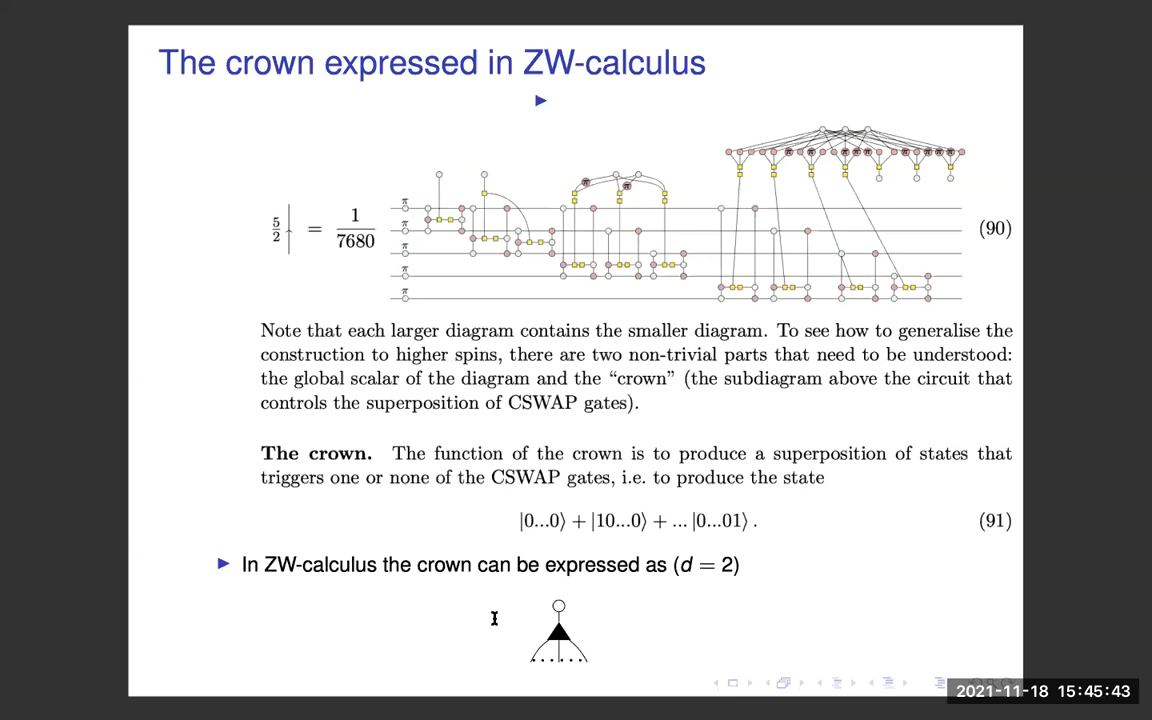 The crown expressed in ZW-calculus
5/2 = 1/7680 (90)
π
π
π
π
π
Note that each larger diagram contains the smaller diagram. To see how to generalise the
construction to higher spins, there are two non-trivial parts that need to be understood:
the global scalar of the diagram and the “crown” (the subdiagram above the circuit that
controls the superposition of CSWAP gates).
The crown. The function of the crown is to produce a superposition of states that
triggers one or none of the CSWAP gates, i.e. to produce the state
|0...0⟩ + |10...0⟩ + ... |0...01⟩ . (91)
In ZW-calculus the crown can be expressed as (d = 2)
2021-11-18 15:45:43